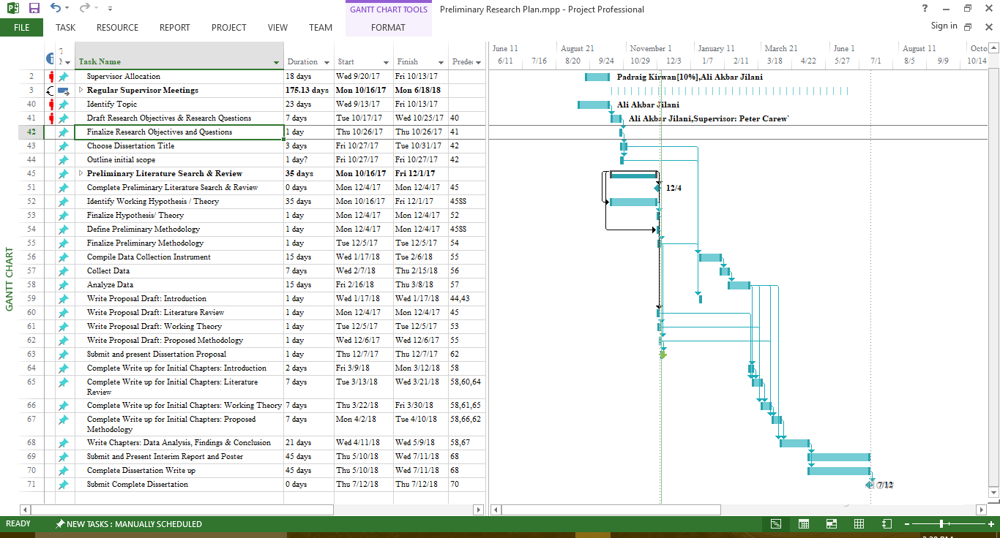 GANTT CHART TOOLS Preliminary Research Plan.mpp - Project Professional
FILE TASK RESOURCE REPORT PROJECT VIEW TEAM FORMAT Sign in
June 11 August 21 November 1 January 11 March 21 June 1 August 11 Octo
Task Name Duration Start Finish Predec 6/11 7/16 8/20 9/24 10/29 12/3 1/7 2/11 3/18 4/22 5/27 7/1 8/5 9/9 10/14
2 Supervisor Allocation 18 days Wed 9/20/17 Fri 10/13/17 Padraig Kirwan[10%],Ali Akbar Jilani
3 Regular Supervisor Meetings 175.13 days Mon 10/16/17 Mon 6/18/18
40 Identify Topic 23 days Wed 9/13/17 Fri 10/13/17 Ali Akbar Jilani
41 Draft Research Objectives & Research Questions 7 days Tue 10/17/17 Wed 10/25/17 40 Ali Akbar Jilani,Supervisor: Peter Carew`
42 Finalize Research Objectives and Questions 1 day Thu 10/26/17 Thu 10/26/17 41
43 Choose Dissertation Title 3 days Fri 10/27/17 Tue 10/31/17 42
44 Outline initial scope 1 day? Fri 10/27/17 Fri 10/27/17 42
45 Preliminary Literature Search & Review 35 days Mon 10/16/17 Fri 12/1/17
51 Complete Preliminary Literature Search & Review 0 days Mon 12/4/17 Mon 12/4/17 45 12/4
52 Identify Working Hypothesis / Theory 35 days Mon 10/16/17 Fri 12/1/17 45SS
53 Finalize Hypothesis/ Theory 1 day Mon 12/4/17 Mon 12/4/17 52
54 Define Preliminary Methodology 1 day Mon 12/4/17 Mon 12/4/17 45SS
55 Finalize Preliminary Methodology 1 day Tue 12/5/17 Tue 12/5/17 54
56 Compile Data Collection Instrument 15 days Wed 1/17/18 Tue 2/6/18 55
57 Collect Data 7 days Wed 2/7/18 Thu 2/15/18 56
58 Analyze Data 15 days Fri 2/16/18 Thu 3/8/18 57
59 Write Proposal Draft: Introduction 1 day Wed 1/17/18 Wed 1/17/18 44,43
60 Write Proposal Draft: Literature Review 1 day Mon 12/4/17 Mon 12/4/17 45
61 Write Proposal Draft: Working Theory 1 day Tue 12/5/17 Tue 12/5/17 53
62 Write Proposal Draft: Proposed Methodology 1 day Wed 12/6/17 Wed 12/6/17 55
63 Submit and present Dissertation Proposal 1 day Thu 12/7/17 Thu 12/7/17 62
64 Complete Write up for Initial Chapters: Introduction 2 days Fri 3/9/18 Mon 3/12/18 58
65 Complete Write up for Initial Chapters: Literature 7 days Tue 3/13/18 Wed 3/21/18 58,60,64
Review
66 Complete Write up for Initial Chapters: Working Theory 7 days Thu 3/22/18 Fri 3/30/18 58,61,65
67 Complete Write up for Initial Chapters: Proposed 7 days Mon 4/2/18 Tue 4/10/18 58,66,62
Methodology
68 Write Chapters: Data Analysis, Findings & Conclusion 21 days Wed 4/11/18 Wed 5/9/18 58,67
69 Submit and Present Interim Report and Poster 45 days Thu 5/10/18 Wed 7/11/18 68
70 Complete Dissertation Write up 45 days Thu 5/10/18 Wed 7/11/18 68
71 Submit Complete Dissertation 0 days Thu 7/12/18 Thu 7/12/18 70 7/12
GANTT CHART
READY NEW TASKS : MANUALLY SCHEDULED